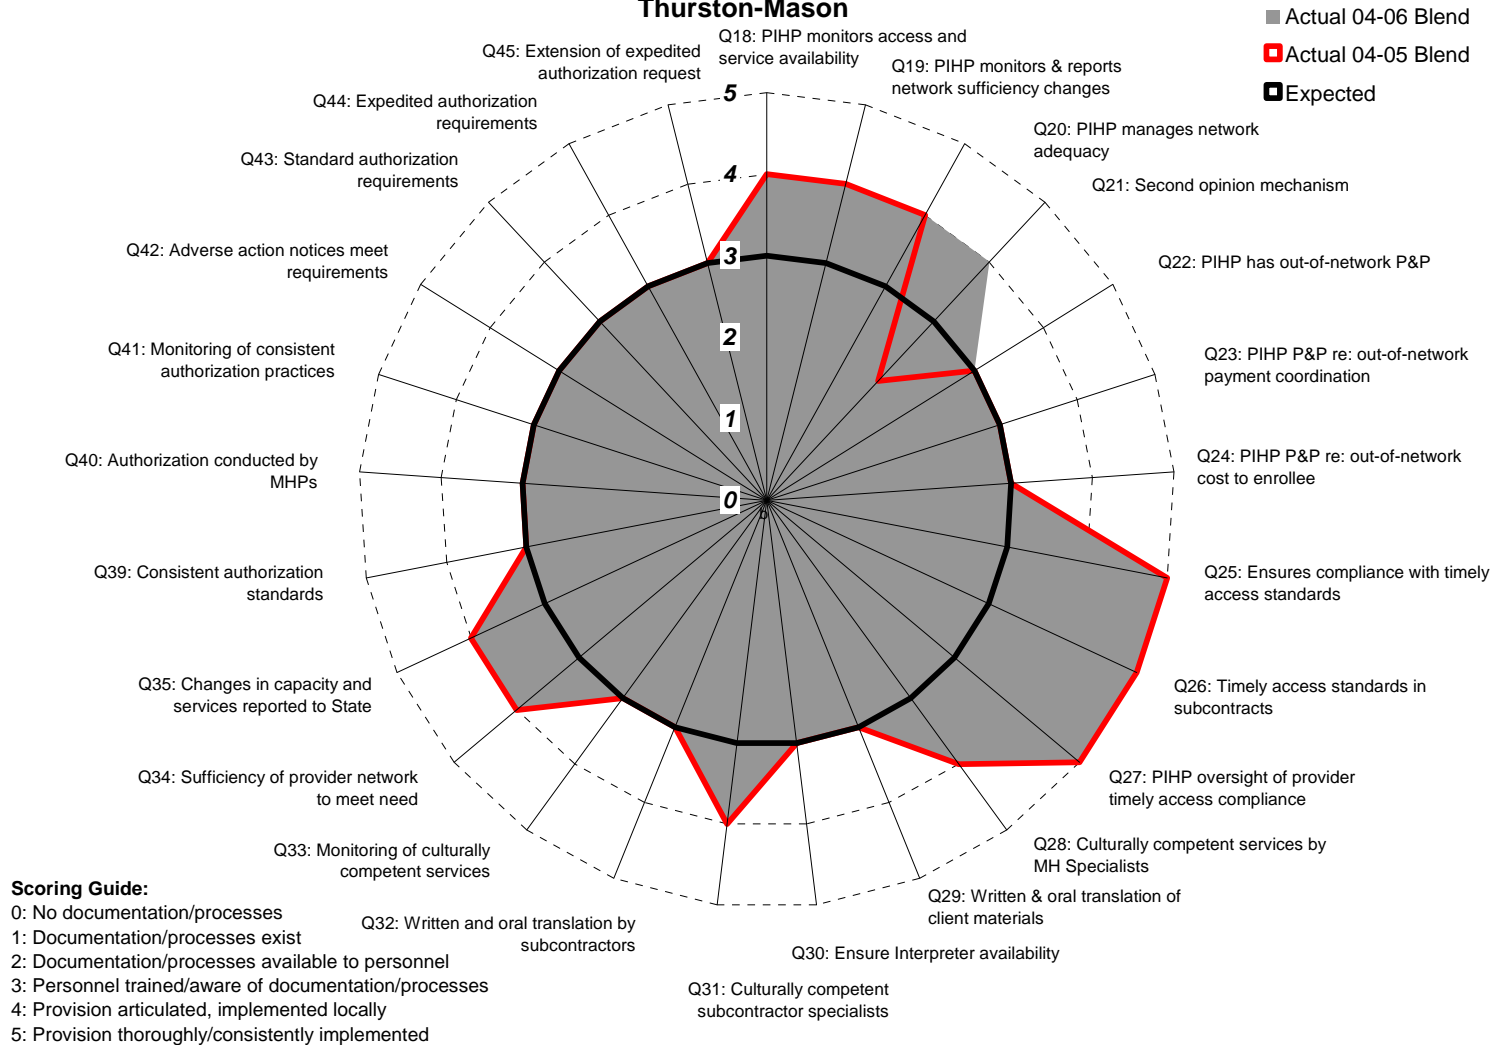 Thurston-Mason
Actual 04-06 Blend
Actual 04-05 Blend
Expected
Q18: PIHP monitors access and
service availability
Q19: PIHP monitors & reports
network sufficiency changes
Q20: PIHP manages network
adequacy
Q21: Second opinion mechanism
Q22: PIHP has out-of-network P&P
Q23: PIHP P&P re: out-of-network
payment coordination
Q24: PIHP P&P re: out-of-network
cost to enrollee
Q25: Ensures compliance with timely
access standards
Q26: Timely access standards in
subcontracts
Q27: PIHP oversight of provider
timely access compliance
Q28: Culturally competent services by
MH Specialists
Q29: Written & oral translation of
client materials
Q30: Ensure Interpreter availability
Q31: Culturally competent
subcontractor specialists
Q32: Written and oral translation by
subcontractors
Q33: Monitoring of culturally
competent services
Q34: Sufficiency of provider network
to meet need
Q35: Changes in capacity and
services reported to State
Q39: Consistent authorization
standards
Q40: Authorization conducted by
MHPs
Q41: Monitoring of consistent
authorization practices
Q42: Adverse action notices meet
requirements
Q43: Standard authorization
requirements
Q44: Expedited authorization
requirements
Q45: Extension of expedited
authorization request
5
4
3
2
1
0
Scoring Guide:
0: No documentation/processes
1: Documentation/processes exist
2: Documentation/processes available to personnel
3: Personnel trained/aware of documentation/processes
4: Provision articulated, implemented locally
5: Provision thoroughly/consistently implemented